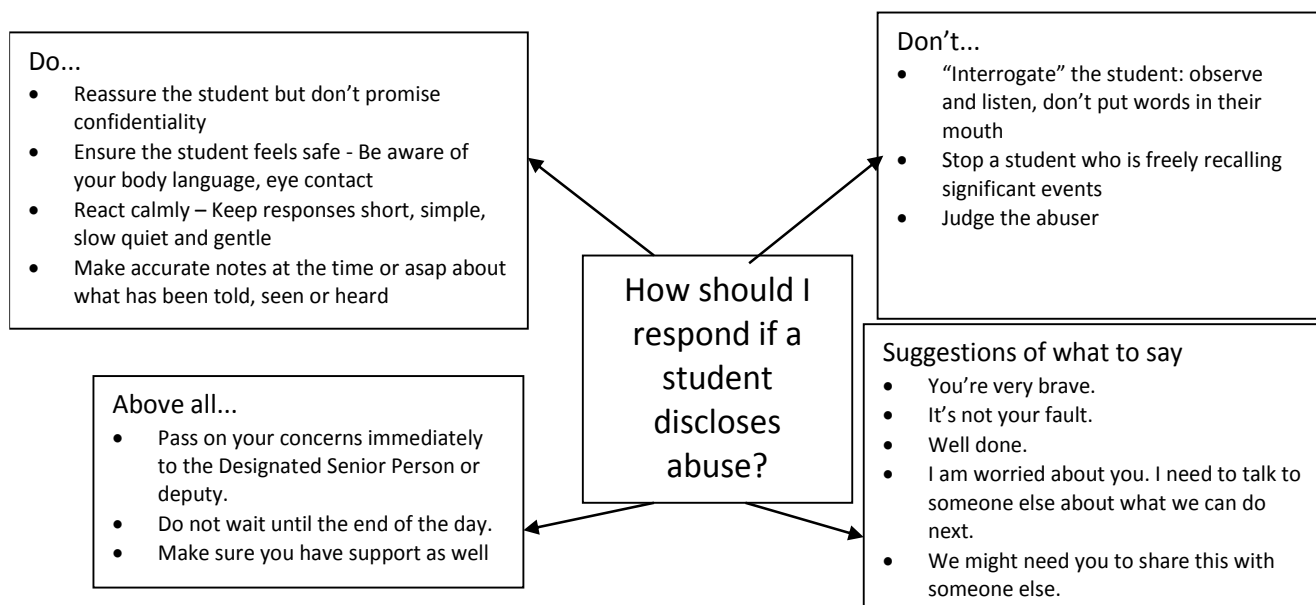 Do...
• Reassure the student but don’t promise
confidentiality
• Ensure the student feels safe - Be aware of
your body language, eye contact
• React calmly – Keep responses short, simple,
slow quiet and gentle
• Make accurate notes at the time or asap about
what has been told, seen or heard
Don’t...
• “Interrogate” the student: observe
and listen, don’t put words in their
mouth
• Stop a student who is freely recalling
significant events
• Judge the abuser
How should I
respond if a
student
discloses
abuse?
Above all...
• Pass on your concerns immediately
to the Designated Senior Person or
deputy.
• Do not wait until the end of the day.
• Make sure you have support as well
Suggestions of what to say
• You’re very brave.
• It’s not your fault.
• Well done.
• I am worried about you. I need to talk to
someone else about what we can do
next.
• We might need you to share this with
someone else.